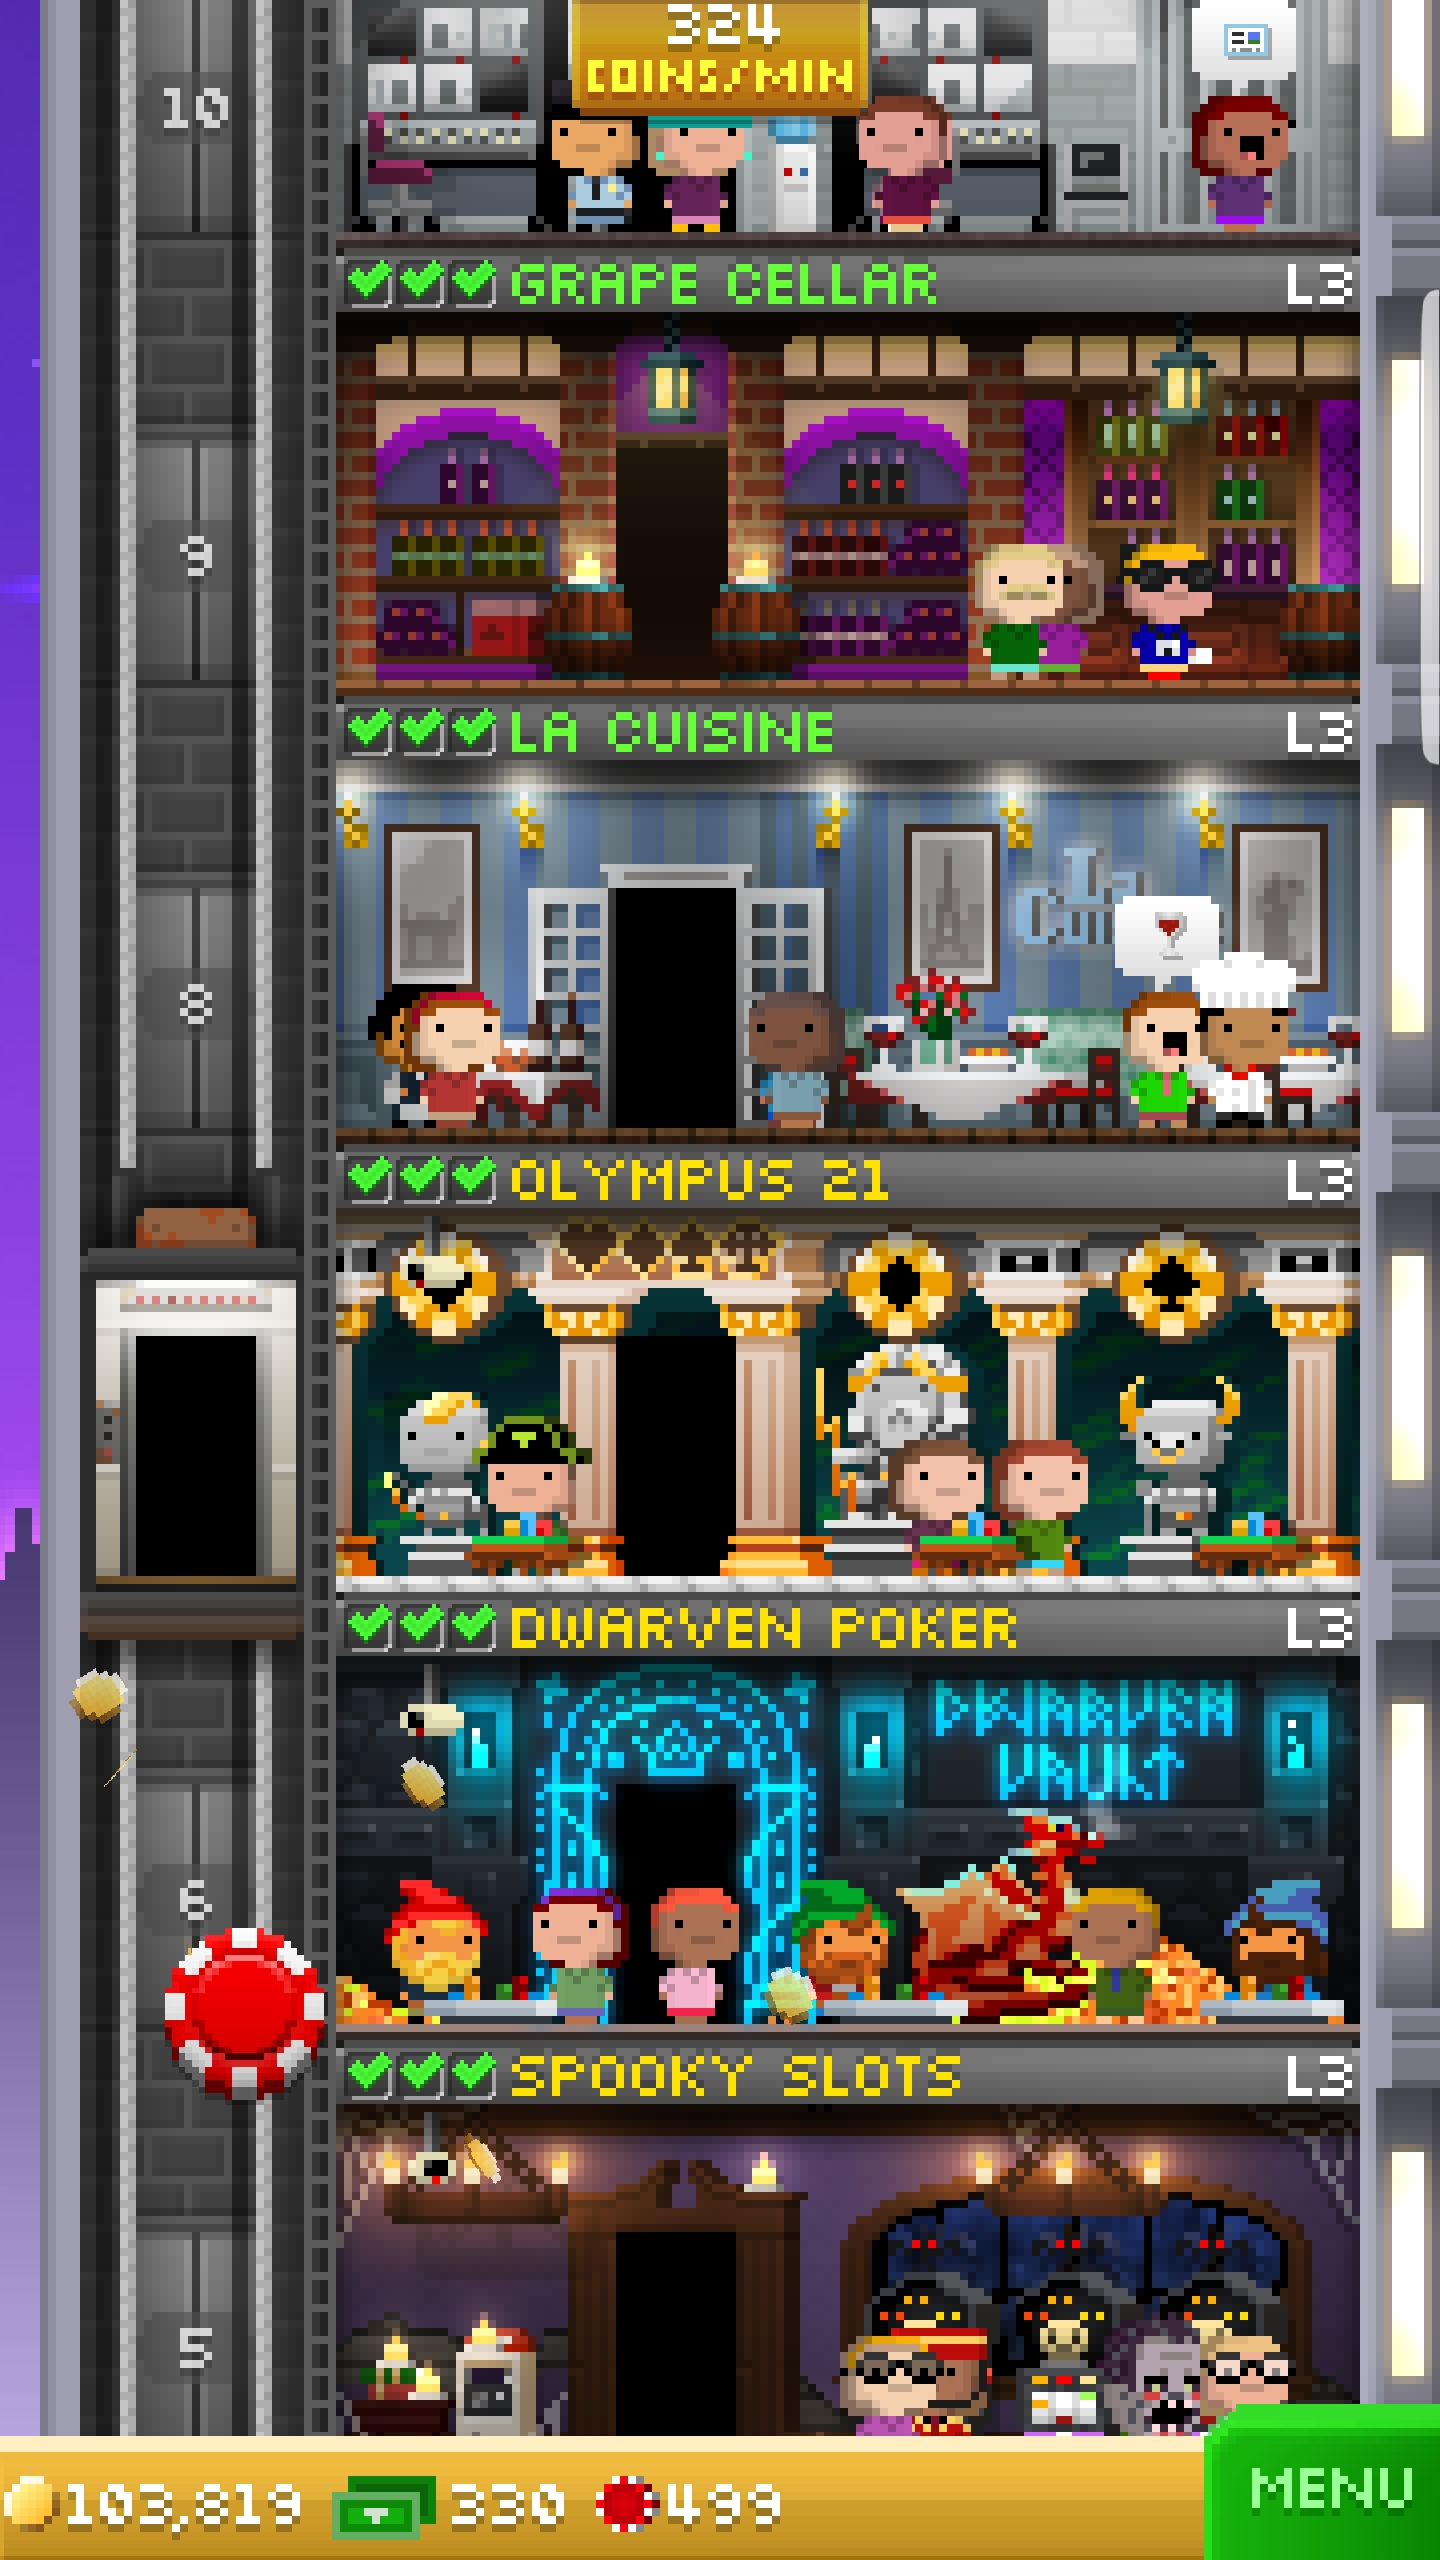 324
COINS/MIN
10
GRAPE CELLAR L3
9
LA CUISINE L3
La
8
OLYMPUS 21 L3
DWARVEN POKER L3
DWARVEN
VAULT
6
SPOOKY SLOTS L3
5
103,819 330 499
MENU